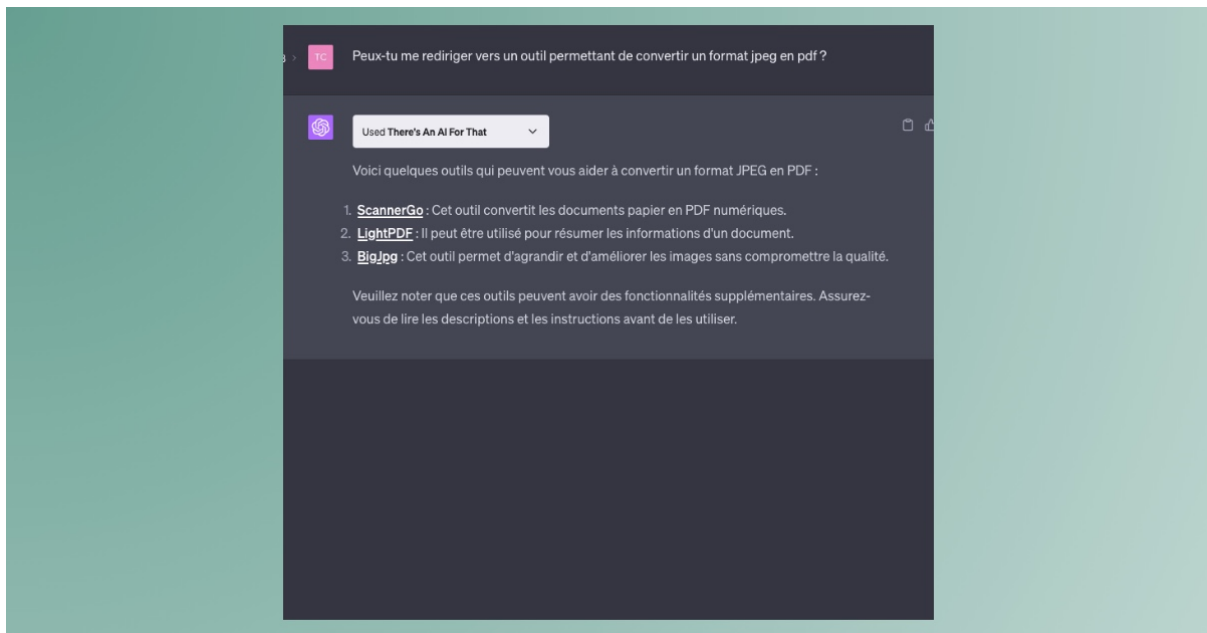 TC
Peux-tu me rediriger vers un outil permettant de convertir un format jpeg en pdf ?
Used There's An AI For That
Voici quelques outils qui peuvent vous aider à convertir un format JPEG en PDF :
1. ScannerGo : Cet outil convertit les documents papier en PDF numériques.
2. LightPDF : Il peut être utilisé pour résumer les informations d'un document.
3. BigJpg : Cet outil permet d'agrandir et d'améliorer les images sans compromettre la qualité.
Veuillez noter que ces outils peuvent avoir des fonctionnalités supplémentaires. Assurez-
vous de lire les descriptions et les instructions avant de les utiliser.